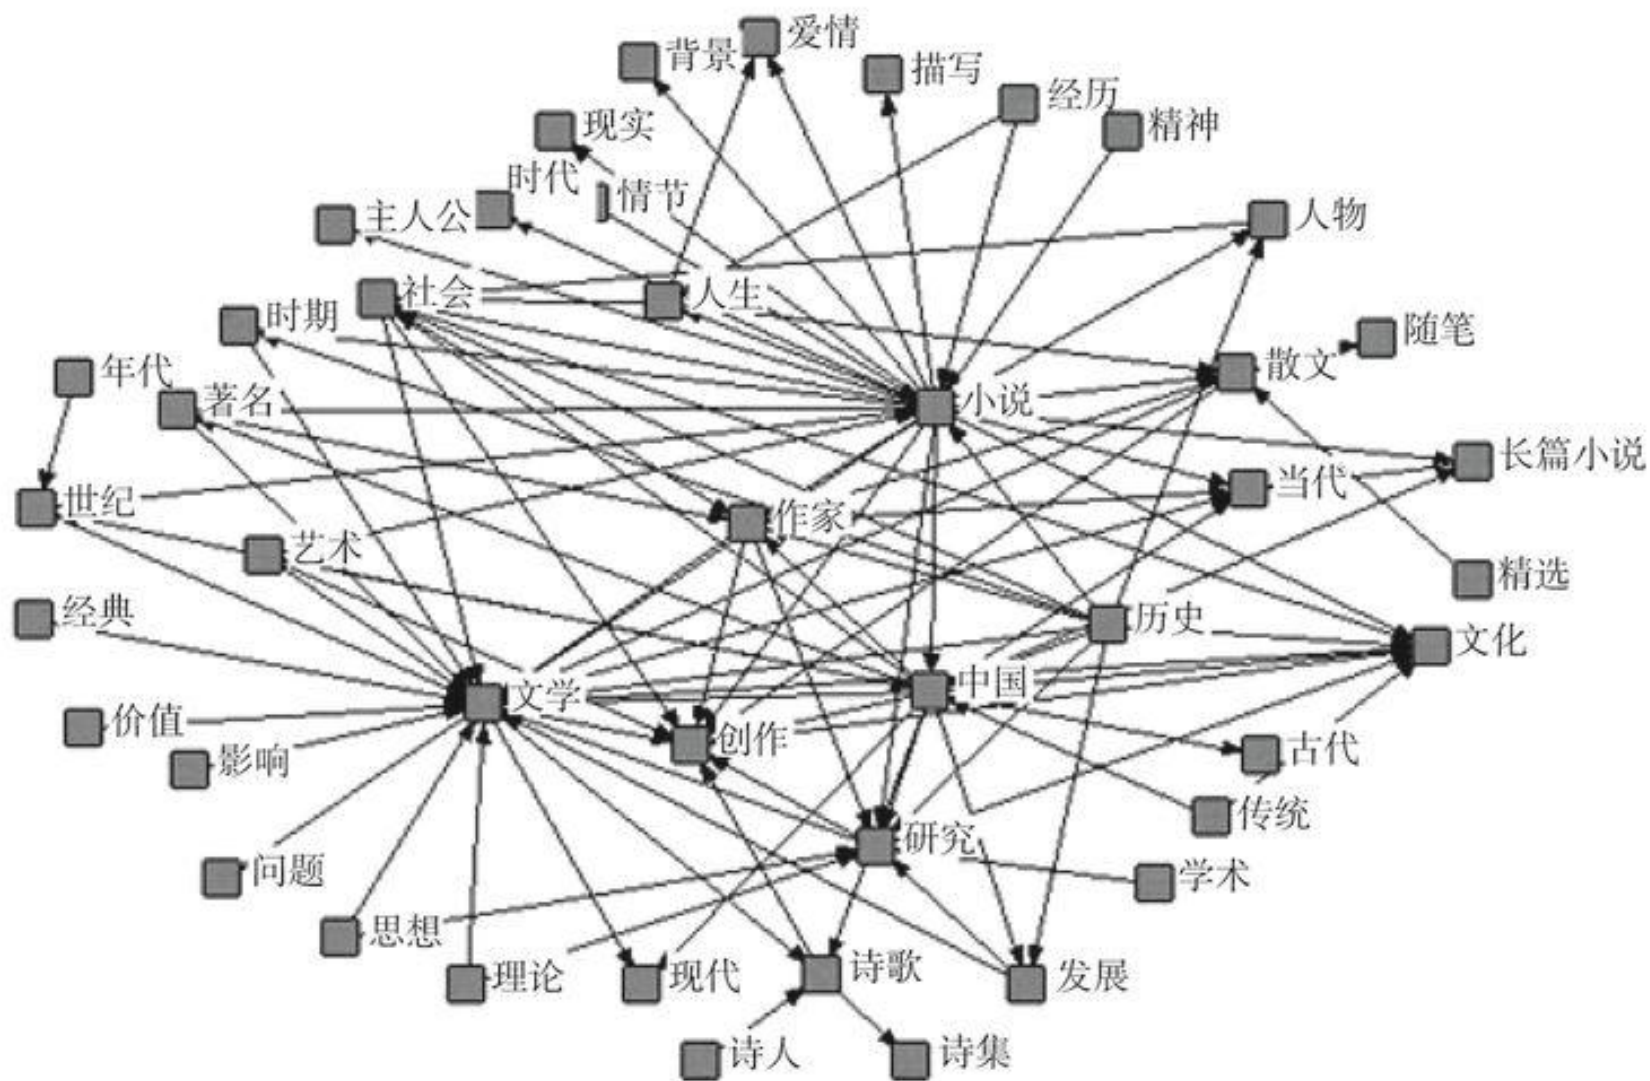 爱情
背景
描写
经历
精神
现实
时代
情节
主人公
人物
社会
人生
时期
随笔
散文
年代
著名
小说
长篇小说
当代
世纪
作家
艺术
精选
经典
历史
文化
文学
中国
价值
创作
古代
影响
传统
研究
问题
学术
思想
理论
现代
诗歌
发展
诗人
诗集